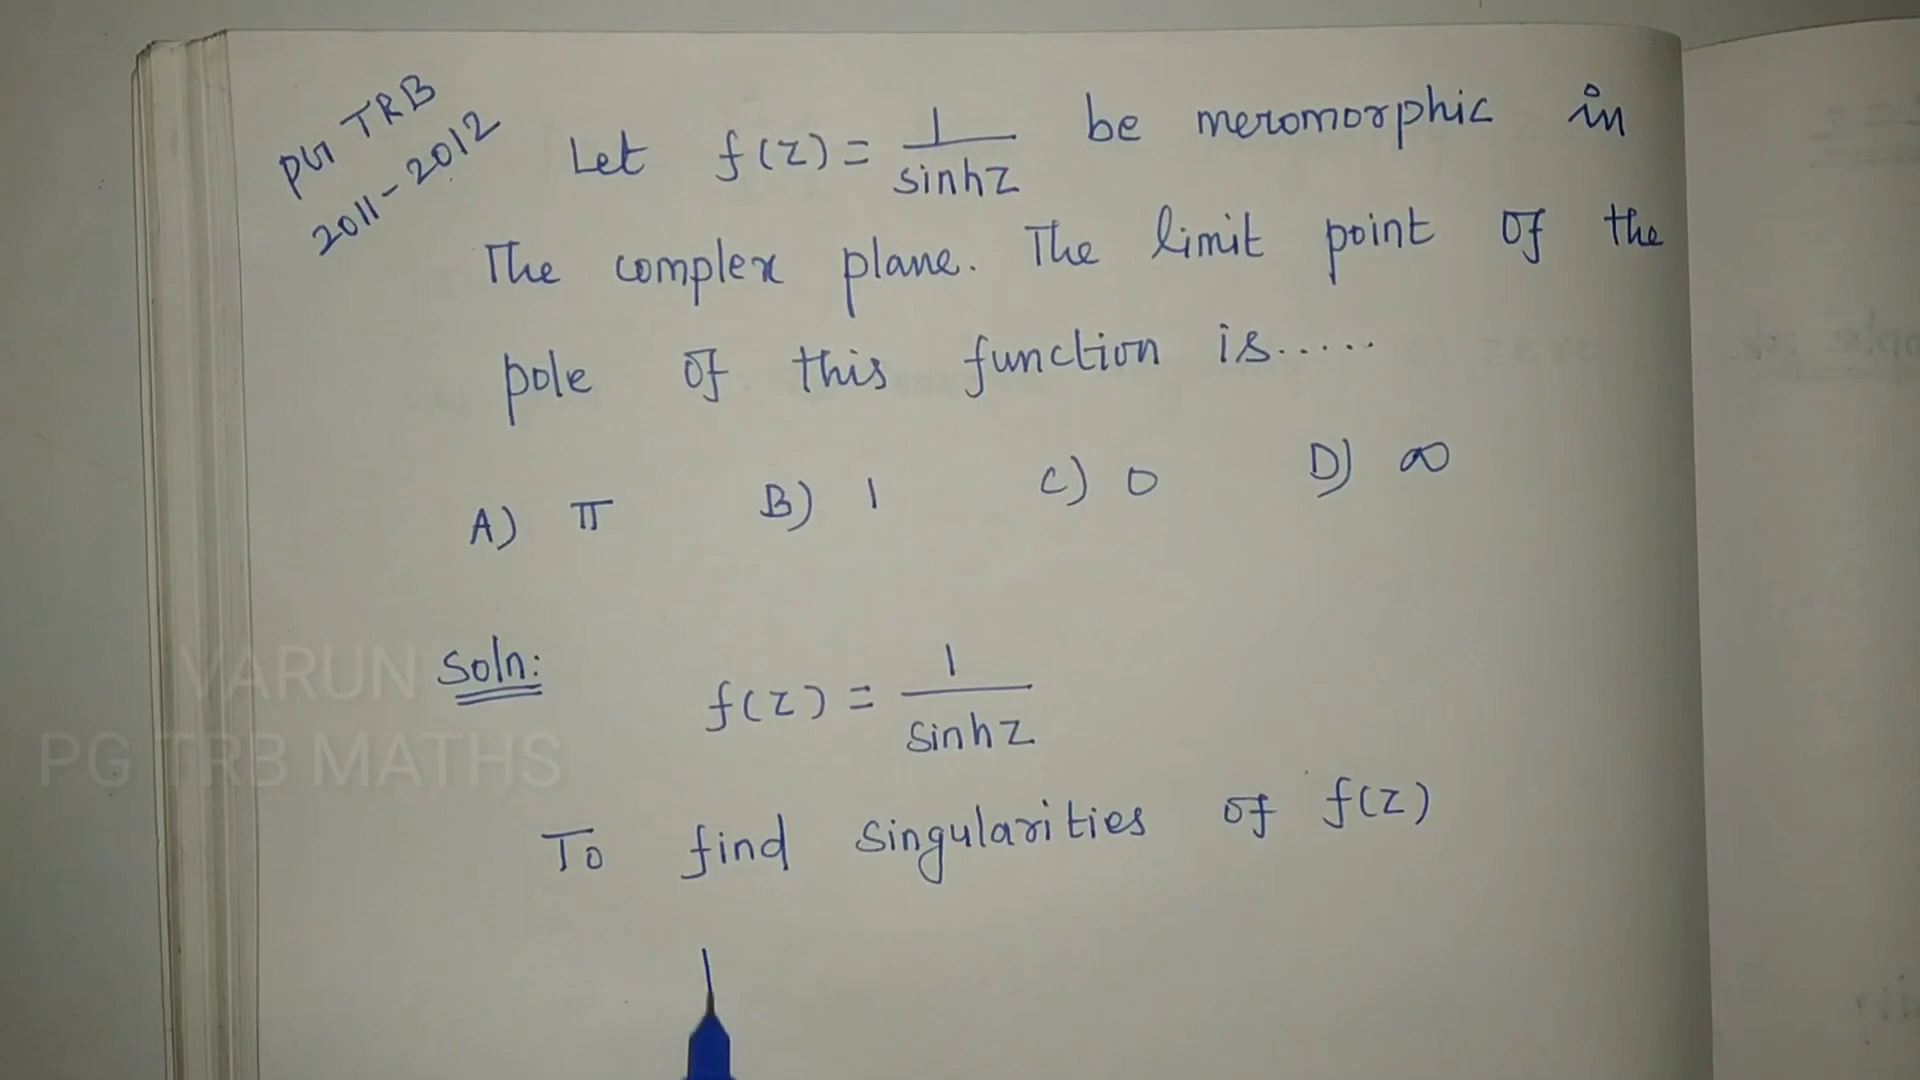 PG TRB
2011-2012
Let f(z) = 1/sinhz be meromorphic in
The complex plane. The limit point of the
pole of this function is.....
A) π B) 1 C) 0 D) ∞
Soln:
f(z) = 1/sinhz
To find singularities of f(z)
VARUN
PG TRB MATHS